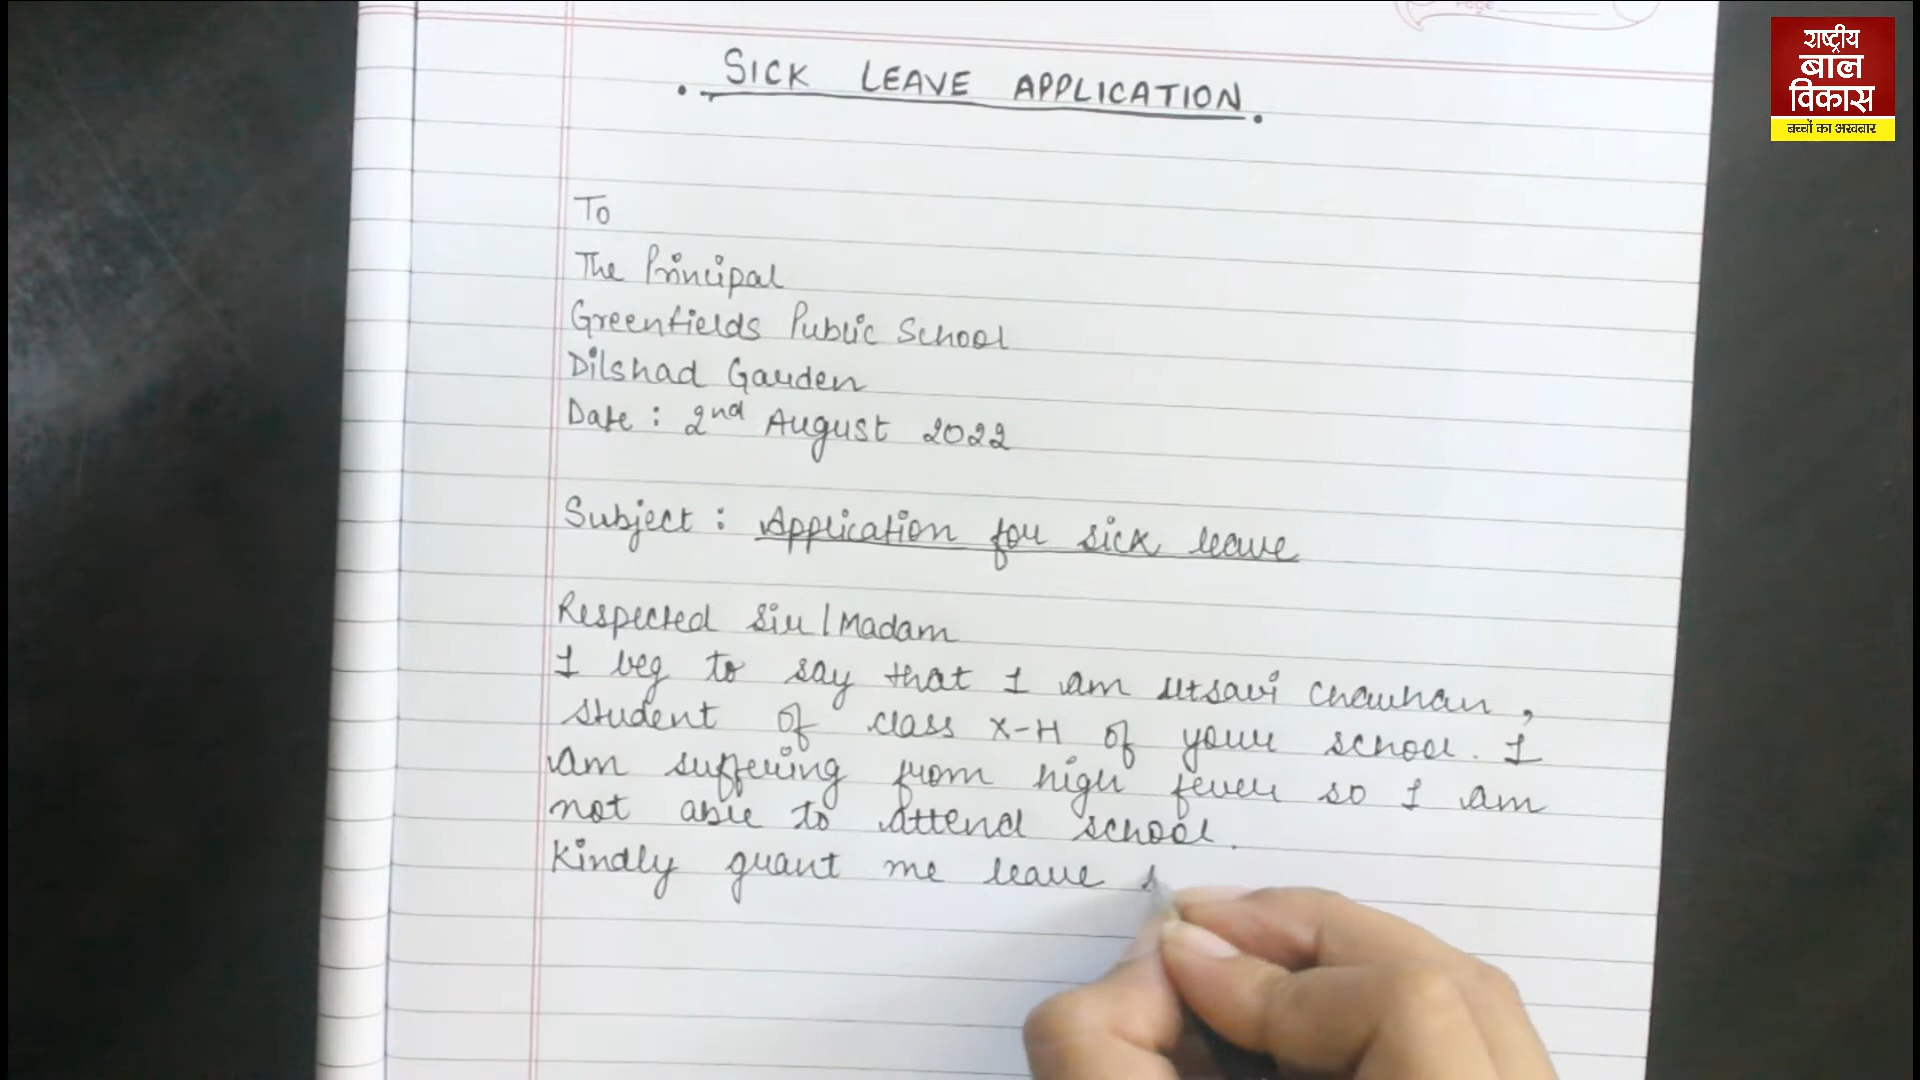 Page
राष्ट्रीय
बाल
विकास
बच्चों का अखबार
SICK LEAVE APPLICATION
To
The Principal
Greenfields Public School
Dilshad Garden
Date : 2nd August 2022
Subject : Application for sick leave
Respected Sir/Madam
I beg to say that I am Utsavi Chauhan,
student of class X-H of your school. I
am suffering from high fever so I am
not able to attend school.
Kindly grant me leave